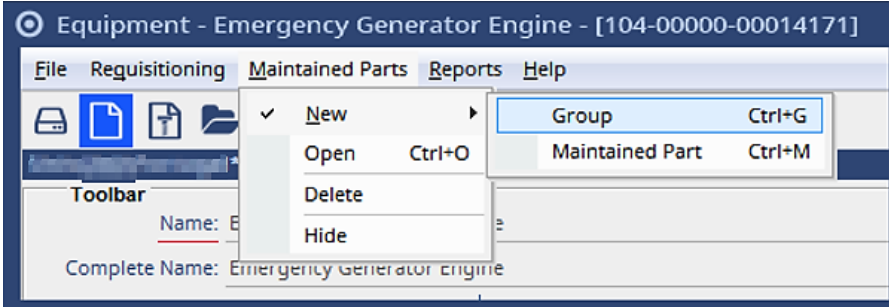 Equipment - Emergency Generator Engine - [104-00000-00014171]
File Requisitioning Maintained Parts Reports Help
New
Group Ctrl+G
Open Ctrl+O
Maintained Part Ctrl+M
Toolbar
Delete
Name: E
Hide
Complete Name: Emergency Generator Engine